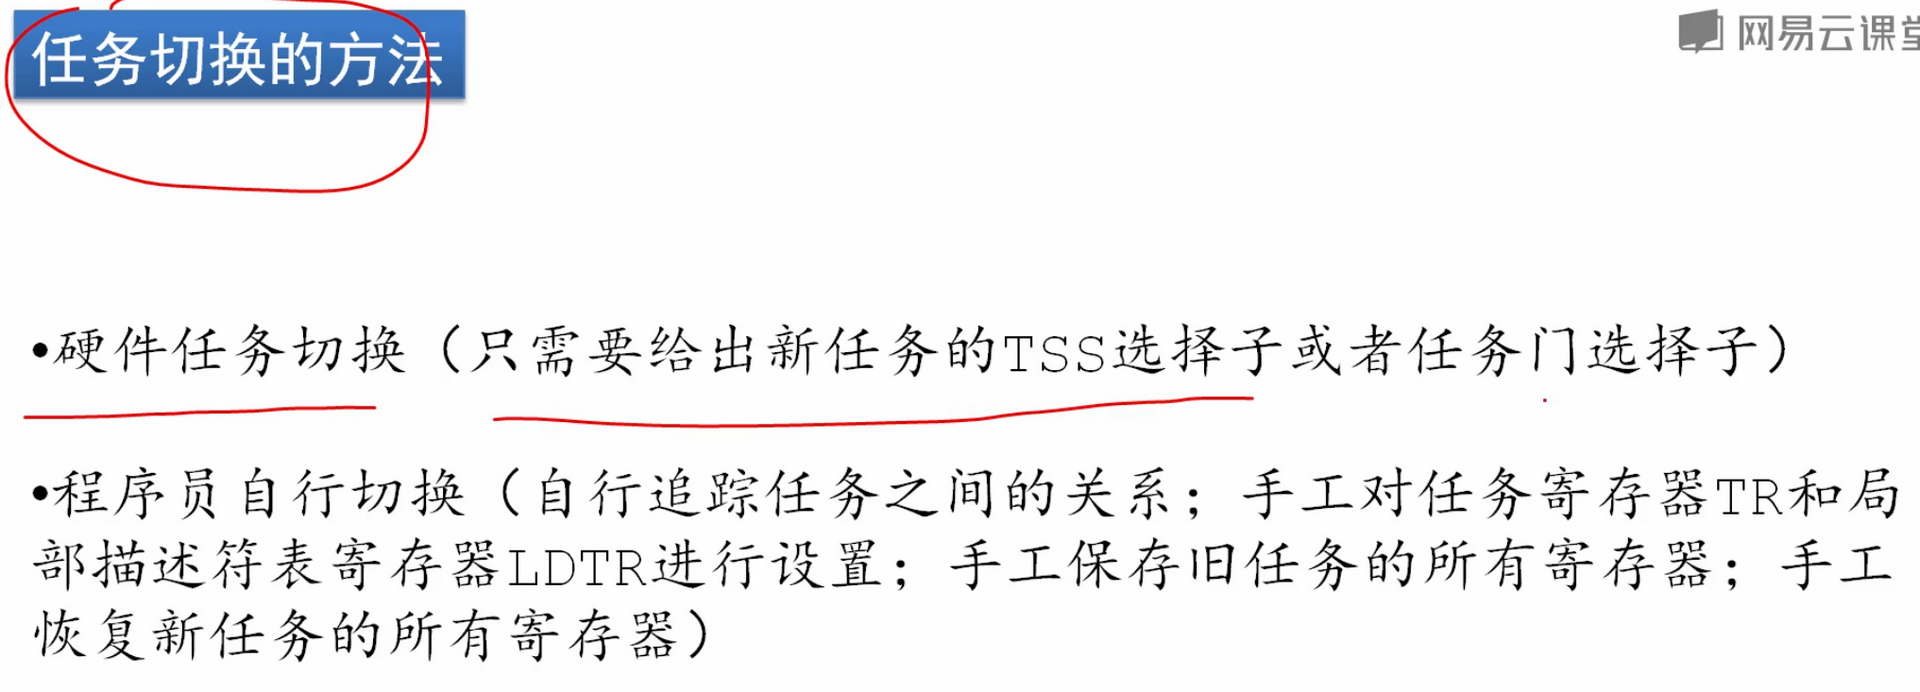 任务切换的方法
网易云课堂
•硬件任务切换（只需要给出新任务的TSS选择子或者任务门选择子）
•程序员自行切换（自行追踪任务之间的关系；手工对任务寄存器TR和局
部描述符表寄存器LDTR进行设置；手工保存旧任务的所有寄存器；手工
恢复新任务的所有寄存器）